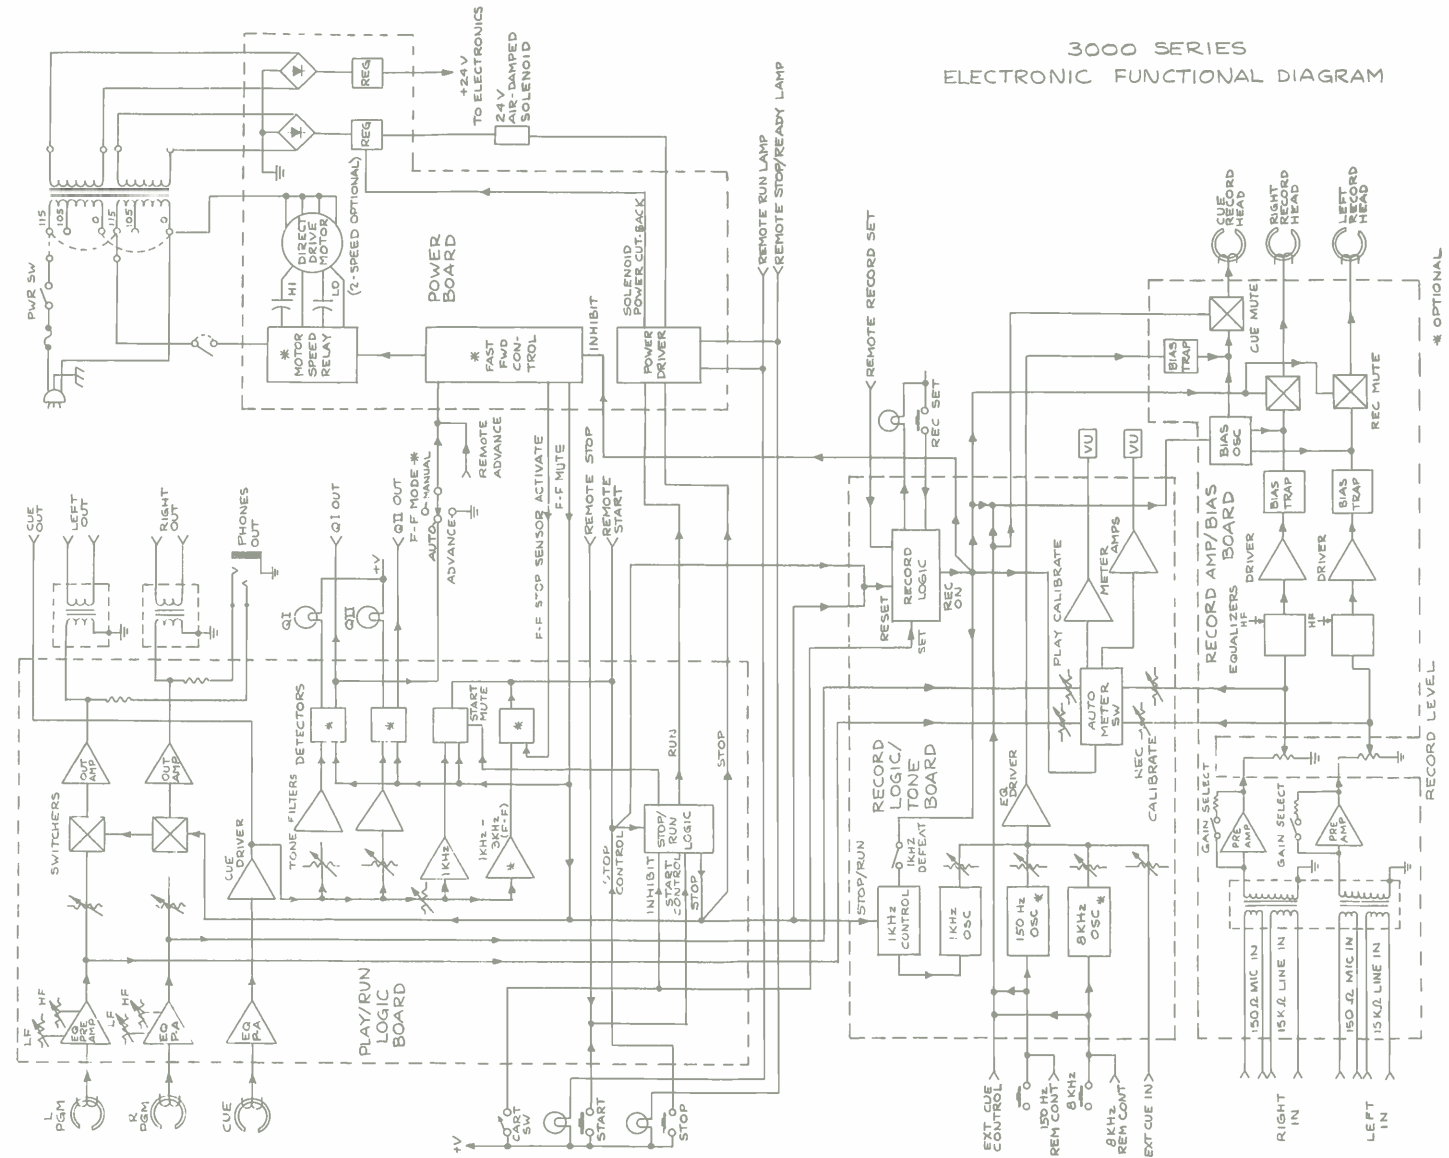 3000 SERIES
ELECTRONIC FUNCTIONAL DIAGRAM
* OPTIONAL
PWR SW
115
105
0
115
105
0
REG
REG
+24V
TO ELECTRONICS
24V
AIR-DAMPED
SOLENOID
DIRECT
DRIVE
MOTOR
HI
LO
(2-SPEED OPTIONAL)
*
MOTOR
SPEED
RELAY
POWER
BOARD
*
FAST
FWD
CON-
TROL
INHIBIT
SOLENOID
POWER CUT-BACK
POWER
DRIVER
REMOTE RUN LAMP
REMOTE STOP/READY LAMP
CUE
OUT
LEFT
OUT
RIGHT
OUT
PHONES
OUT
QI OUT
QII OUT
QI
QII
+V
F-F MODE *
AUTO
MANUAL
ADVANCE
REMOTE
ADVANCE
F-F STOP SENSOR ACTIVATE
F-F MUTE
REMOTE STOP
REMOTE
START
OUT
AMP
OUT
AMP
SWITCHERS
CUE
DRIVER
TONE FILTERS
DETECTORS
*
*
*
START
MUTE
1KHz
1KHz-
3KHz
(F-F)
*
STOP
CONTROL
STOP/
RUN
LOGIC
RUN
STOP
INHIBIT
START
CONTROL
STOP
PLAY/RUN
LOGIC
BOARD
LF
HF
LF
HF
EQ
PRE
AMP
EQ
P.A
EQ
P.A
L
PGM
R
PGM
CUE
+V
CART
SW
START
STOP
REMOTE RECORD SET
REC SET
RECORD
LOGIC
RESET
SET
REC
ON
RECORD
LOGIC/
TONE
BOARD
STOP/RUN
1KHz
DEFEAT
1KHz
CONTROL
1KHz
OSC
150 Hz
OSC *
8KHz
OSC *
EQ
DRIVER
AUTO
METER
SW
PLAY CALIBRATE
REC
CALIBRATE
METER
AMPS
VU
VU
EXT CUE
CONTROL
150 Hz
REM CONT
8 KHz
8 KHz
REM CONT
EXT CUE IN
CUE
RECORD
HEAD
RIGHT
RECORD
HEAD
LEFT
RECORD
HEAD
CUE MUTE
BIAS
TRAP
REC MUTE
BIAS
OSC
BIAS
TRAP
BIAS
TRAP
RECORD AMP/BIAS
BOARD
DRIVER
DRIVER
EQUALIZERS
HF
HF
RECORD LEVEL
GAIN SELECT
PRE
AMP
GAIN SELECT
PRE
AMP
150Ω MIC IN
15KΩ LINE IN
150Ω MIC IN
15KΩ LINE IN
RIGHT
IN
LEFT
IN